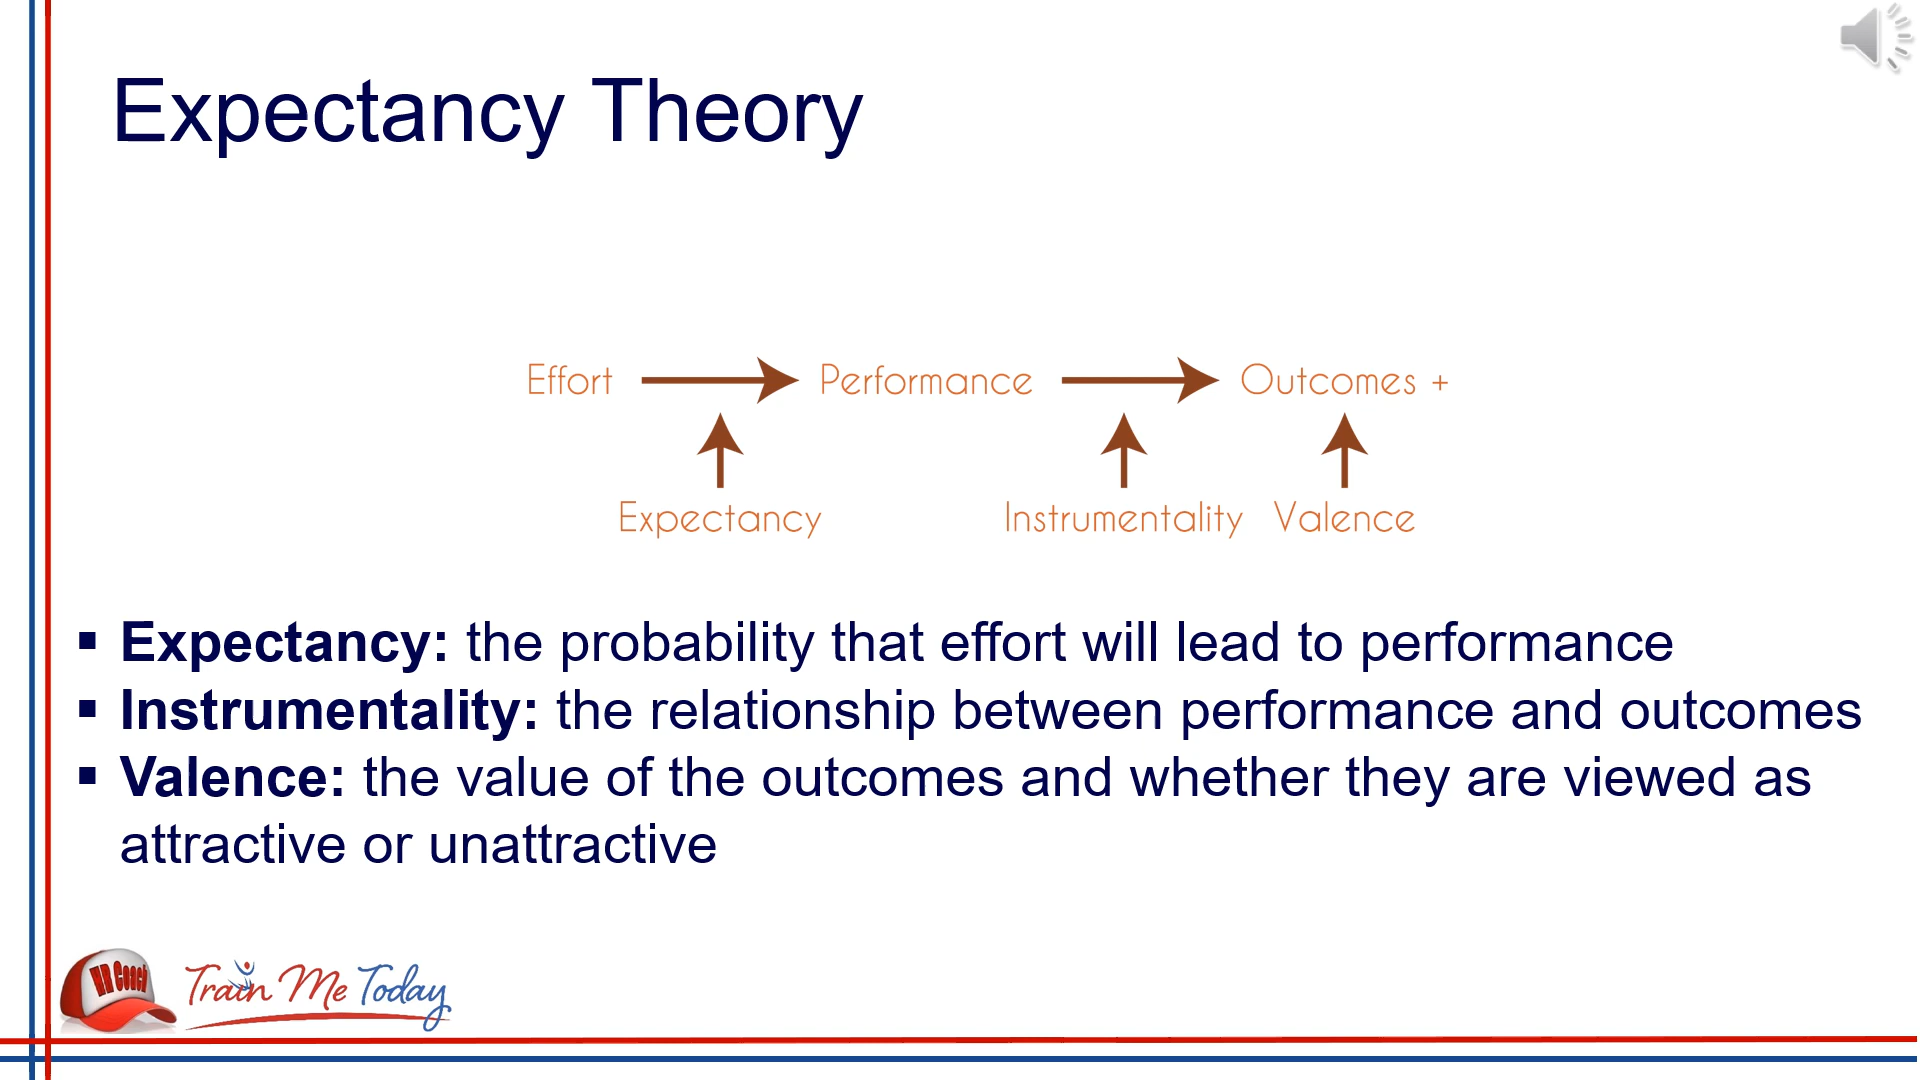 Expectancy Theory
Effort Performance Outcomes +
Expectancy Instrumentality Valence
▪ Expectancy: the probability that effort will lead to performance
▪ Instrumentality: the relationship between performance and outcomes
▪ Valence: the value of the outcomes and whether they are viewed as
attractive or unattractive
HR Coach
Train Me Today